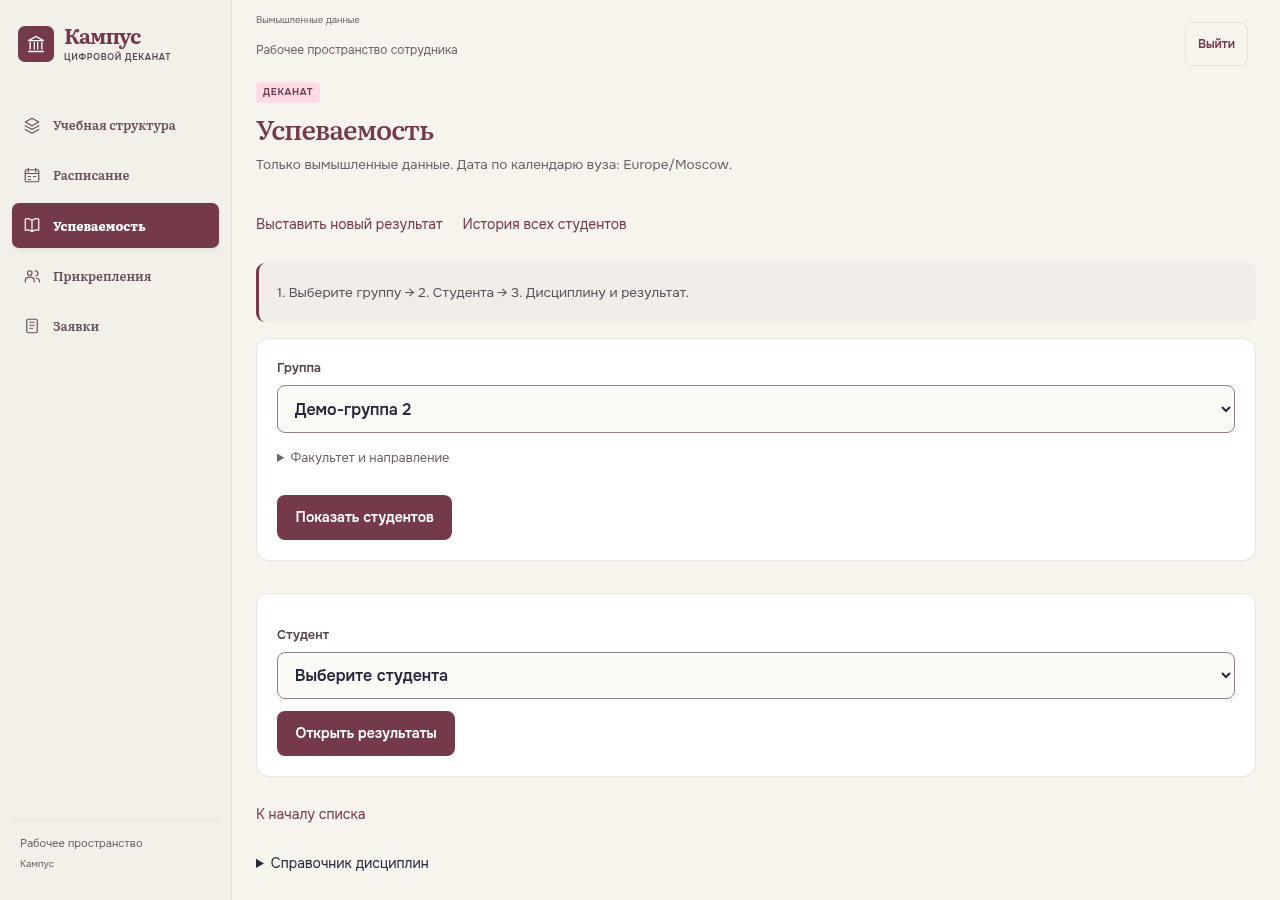 Кампус
ЦИФРОВОЙ ДЕКАНАТ
Учебная структура
Расписание
Успеваемость
Прикрепления
Заявки
Рабочее пространство
Кампус
Вымышленные данные
Рабочее пространство сотрудника
Выйти
ДЕКАНАТ
Успеваемость
Только вымышленные данные. Дата по календарю вуза: Europe/Moscow.
Выставить новый результат История всех студентов
1. Выберите группу → 2. Студента → 3. Дисциплину и результат.
Группа
Демо-группа 2
Факультет и направление
Показать студентов
Студент
Выберите студента
Открыть результаты
К началу списка
Справочник дисциплин